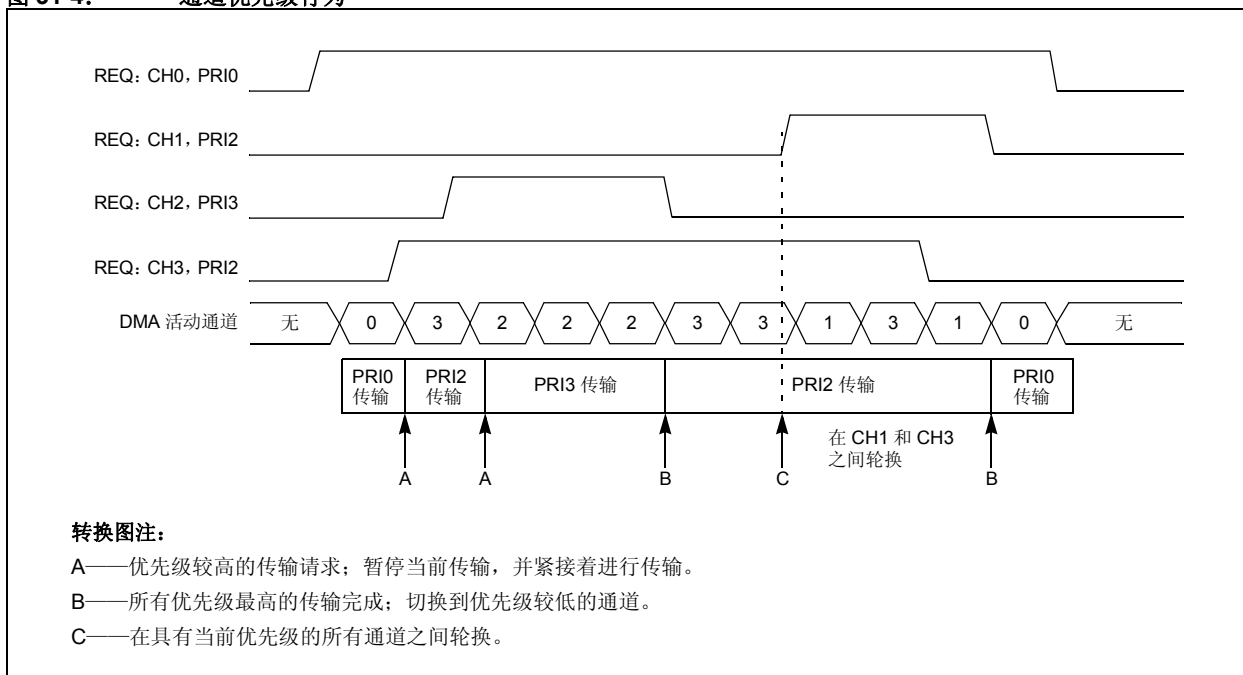 REQ：CH0，PRI0
REQ：CH1，PRI2
REQ：CH2，PRI3
REQ：CH3，PRI2
DMA 活动通道 无 0 3 2 2 2 3 3 1 3 1 0 无
PRI0 传输 PRI2 传输 PRI3 传输 PRI2 传输 PRI0 传输
在 CH1 和 CH3
之间轮换
A A B C B
转换图注：
A——优先级较高的传输请求；暂停当前传输，并紧接着进行传输。
B——所有优先级最高的传输完成；切换到优先级较低的通道。
C——在具有当前优先级的所有通道之间轮换。